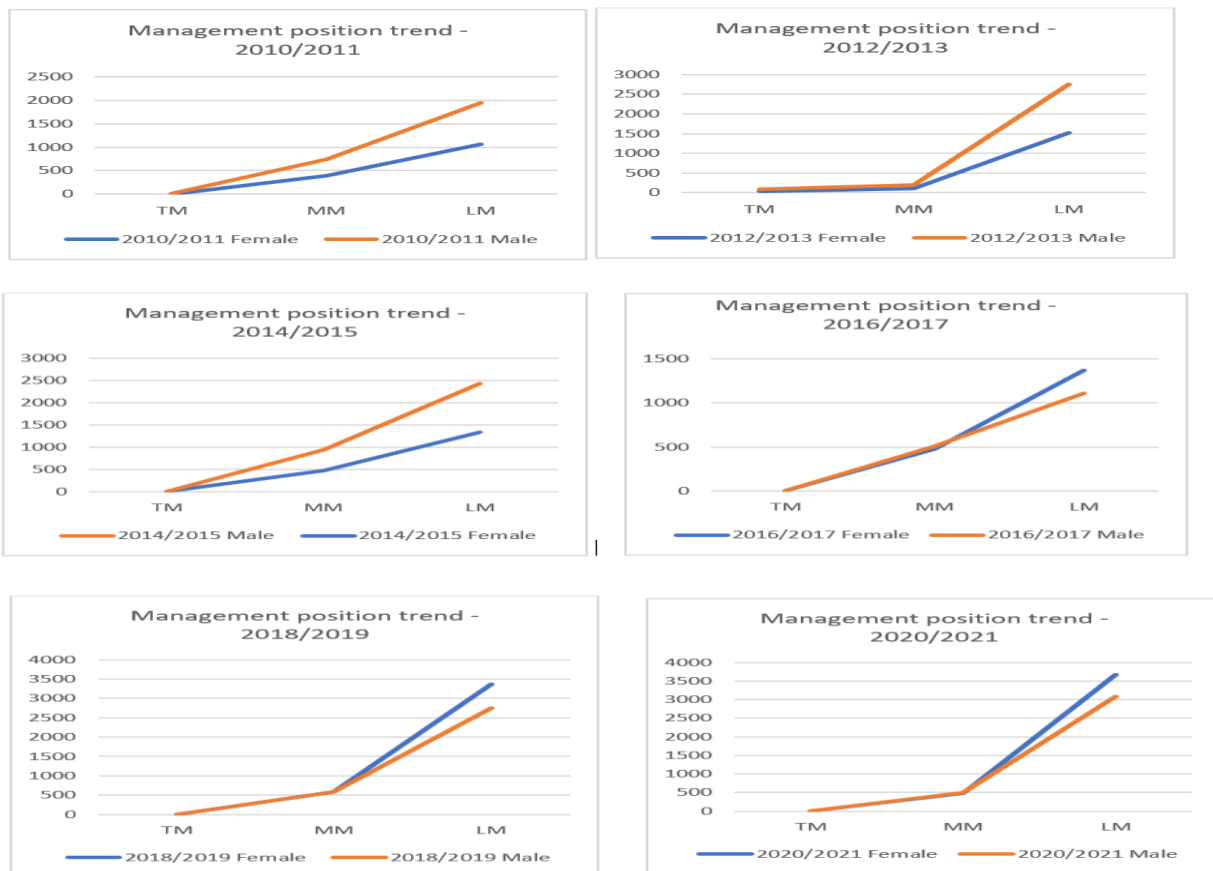 Management position trend -
2010/2011
2500
2000
1500
1000
500
0
TM MM LM
2010/2011 Female 2010/2011 Male
Management position trend -
2012/2013
3000
2500
2000
1500
1000
500
0
TM MM LM
2012/2013 Female 2012/2013 Male
Management position trend -
2014/2015
3000
2500
2000
1500
1000
500
0
TM MM LM
2014/2015 Male 2014/2015 Female
Management position trend -
2016/2017
1500
1000
500
0
TM MM LM
2016/2017 Female 2016/2017 Male
Management position trend -
2018/2019
4000
3500
3000
2500
2000
1500
1000
500
0
TM MM LM
2018/2019 Female 2018/2019 Male
Management position trend -
2020/2021
4000
3500
3000
2500
2000
1500
1000
500
0
TM MM LM
2020/2021 Female 2020/2021 Male